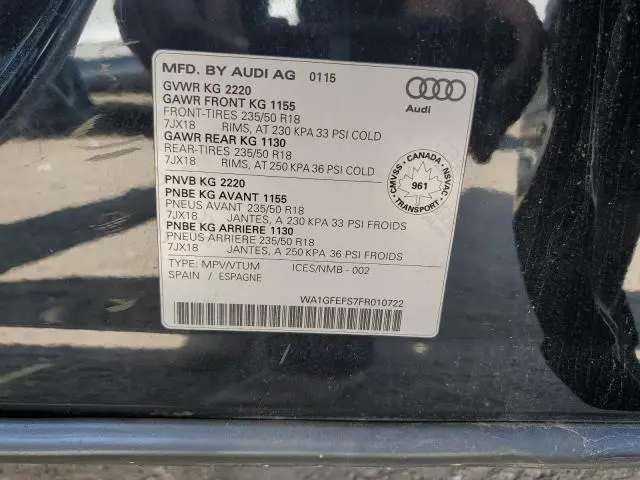 MFD. BY AUDI AG 0115
GVWR KG 2220
GAWR FRONT KG 1155
FRONT-TIRES 235/50 R18
7JX18 RIMS, AT 230 KPA 33 PSI COLD
GAWR REAR KG 1130
REAR-TIRES 235/50 R18
7JX18 RIMS, AT 250 KPA 36 PSI COLD
Audi
CMVSS • CANADA • NSVAC
961
TRANSPORT
PNVB KG 2220
PNBE KG AVANT 1155
PNEUS AVANT 235/50 R18
7JX18 JANTES, A 230 KPA 33 PSI FROIDS
PNBE KG ARRIERE 1130
PNEUS ARRIERE 235/50 R18
7JX18 JANTES, A 250 KPA 36 PSI FROIDS
TYPE: MPV/VTUM ICES/NMB - 002
SPAIN / ESPAGNE
WA1GFEFS7FR010722